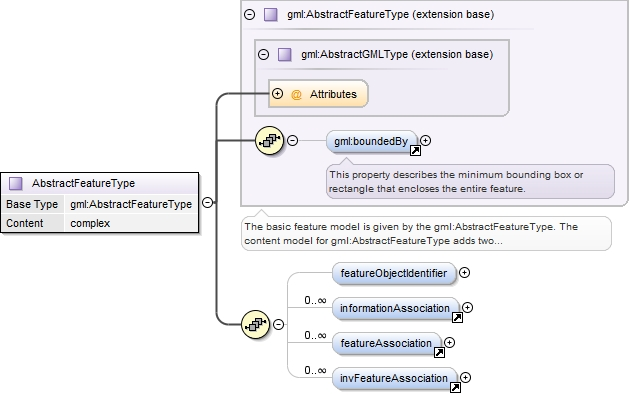 gml:AbstractFeatureType (extension base)
gml:AbstractGMLType (extension base)
@ Attributes
gml:boundedBy
This property describes the minimum bounding box or
rectangle that encloses the entire feature.
AbstractFeatureType
Base Type gml:AbstractFeatureType
Content complex
The basic feature model is given by the gml:AbstractFeatureType. The
content model for gml:AbstractFeatureType adds two...
featureObjectIdentifier
0..∞
informationAssociation
0..∞
featureAssociation
0..∞
invFeatureAssociation